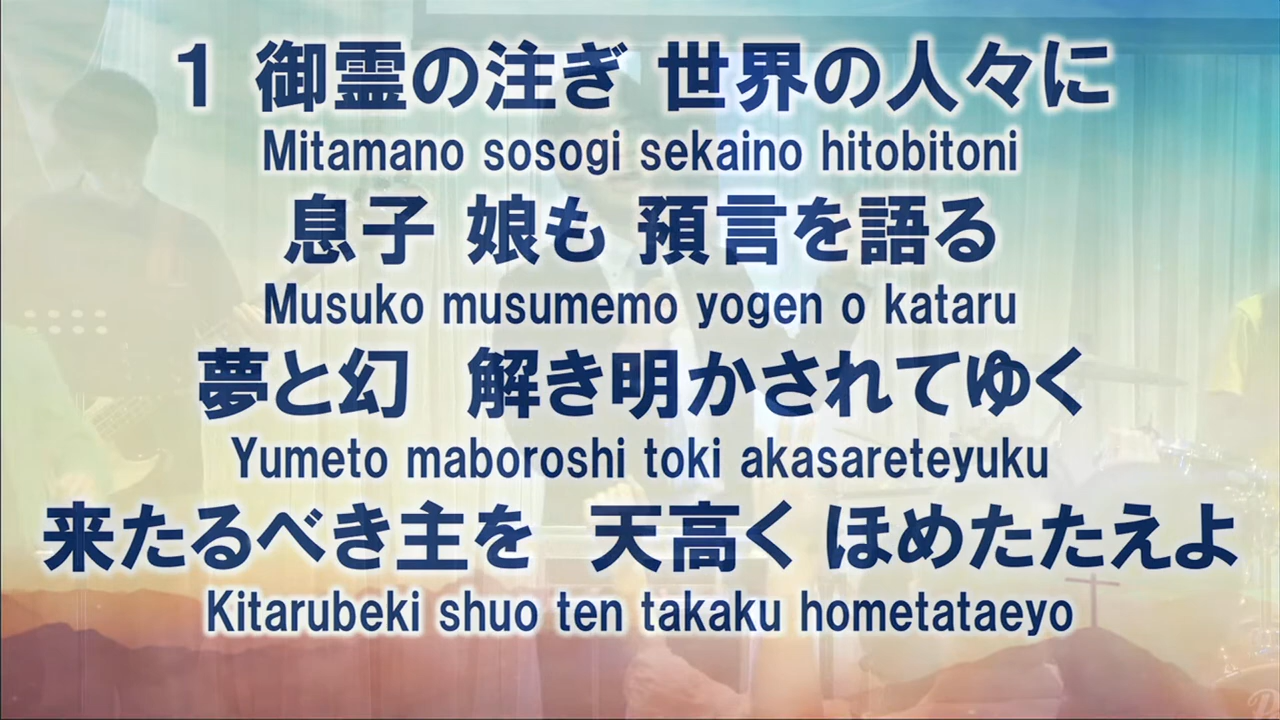 1 御霊の注ぎ 世界の人々に
Mitamano sosogi sekaino hitobitoni
息子 娘も 預言を語る
Musuko musumemo yogen o kataru
夢と幻 解き明かされてゆく
Yumeto maboroshi toki akasareteyuku
来たるべき主を 天高く ほめたたえよ
Kitarubeki shuo ten takaku hometataeyo